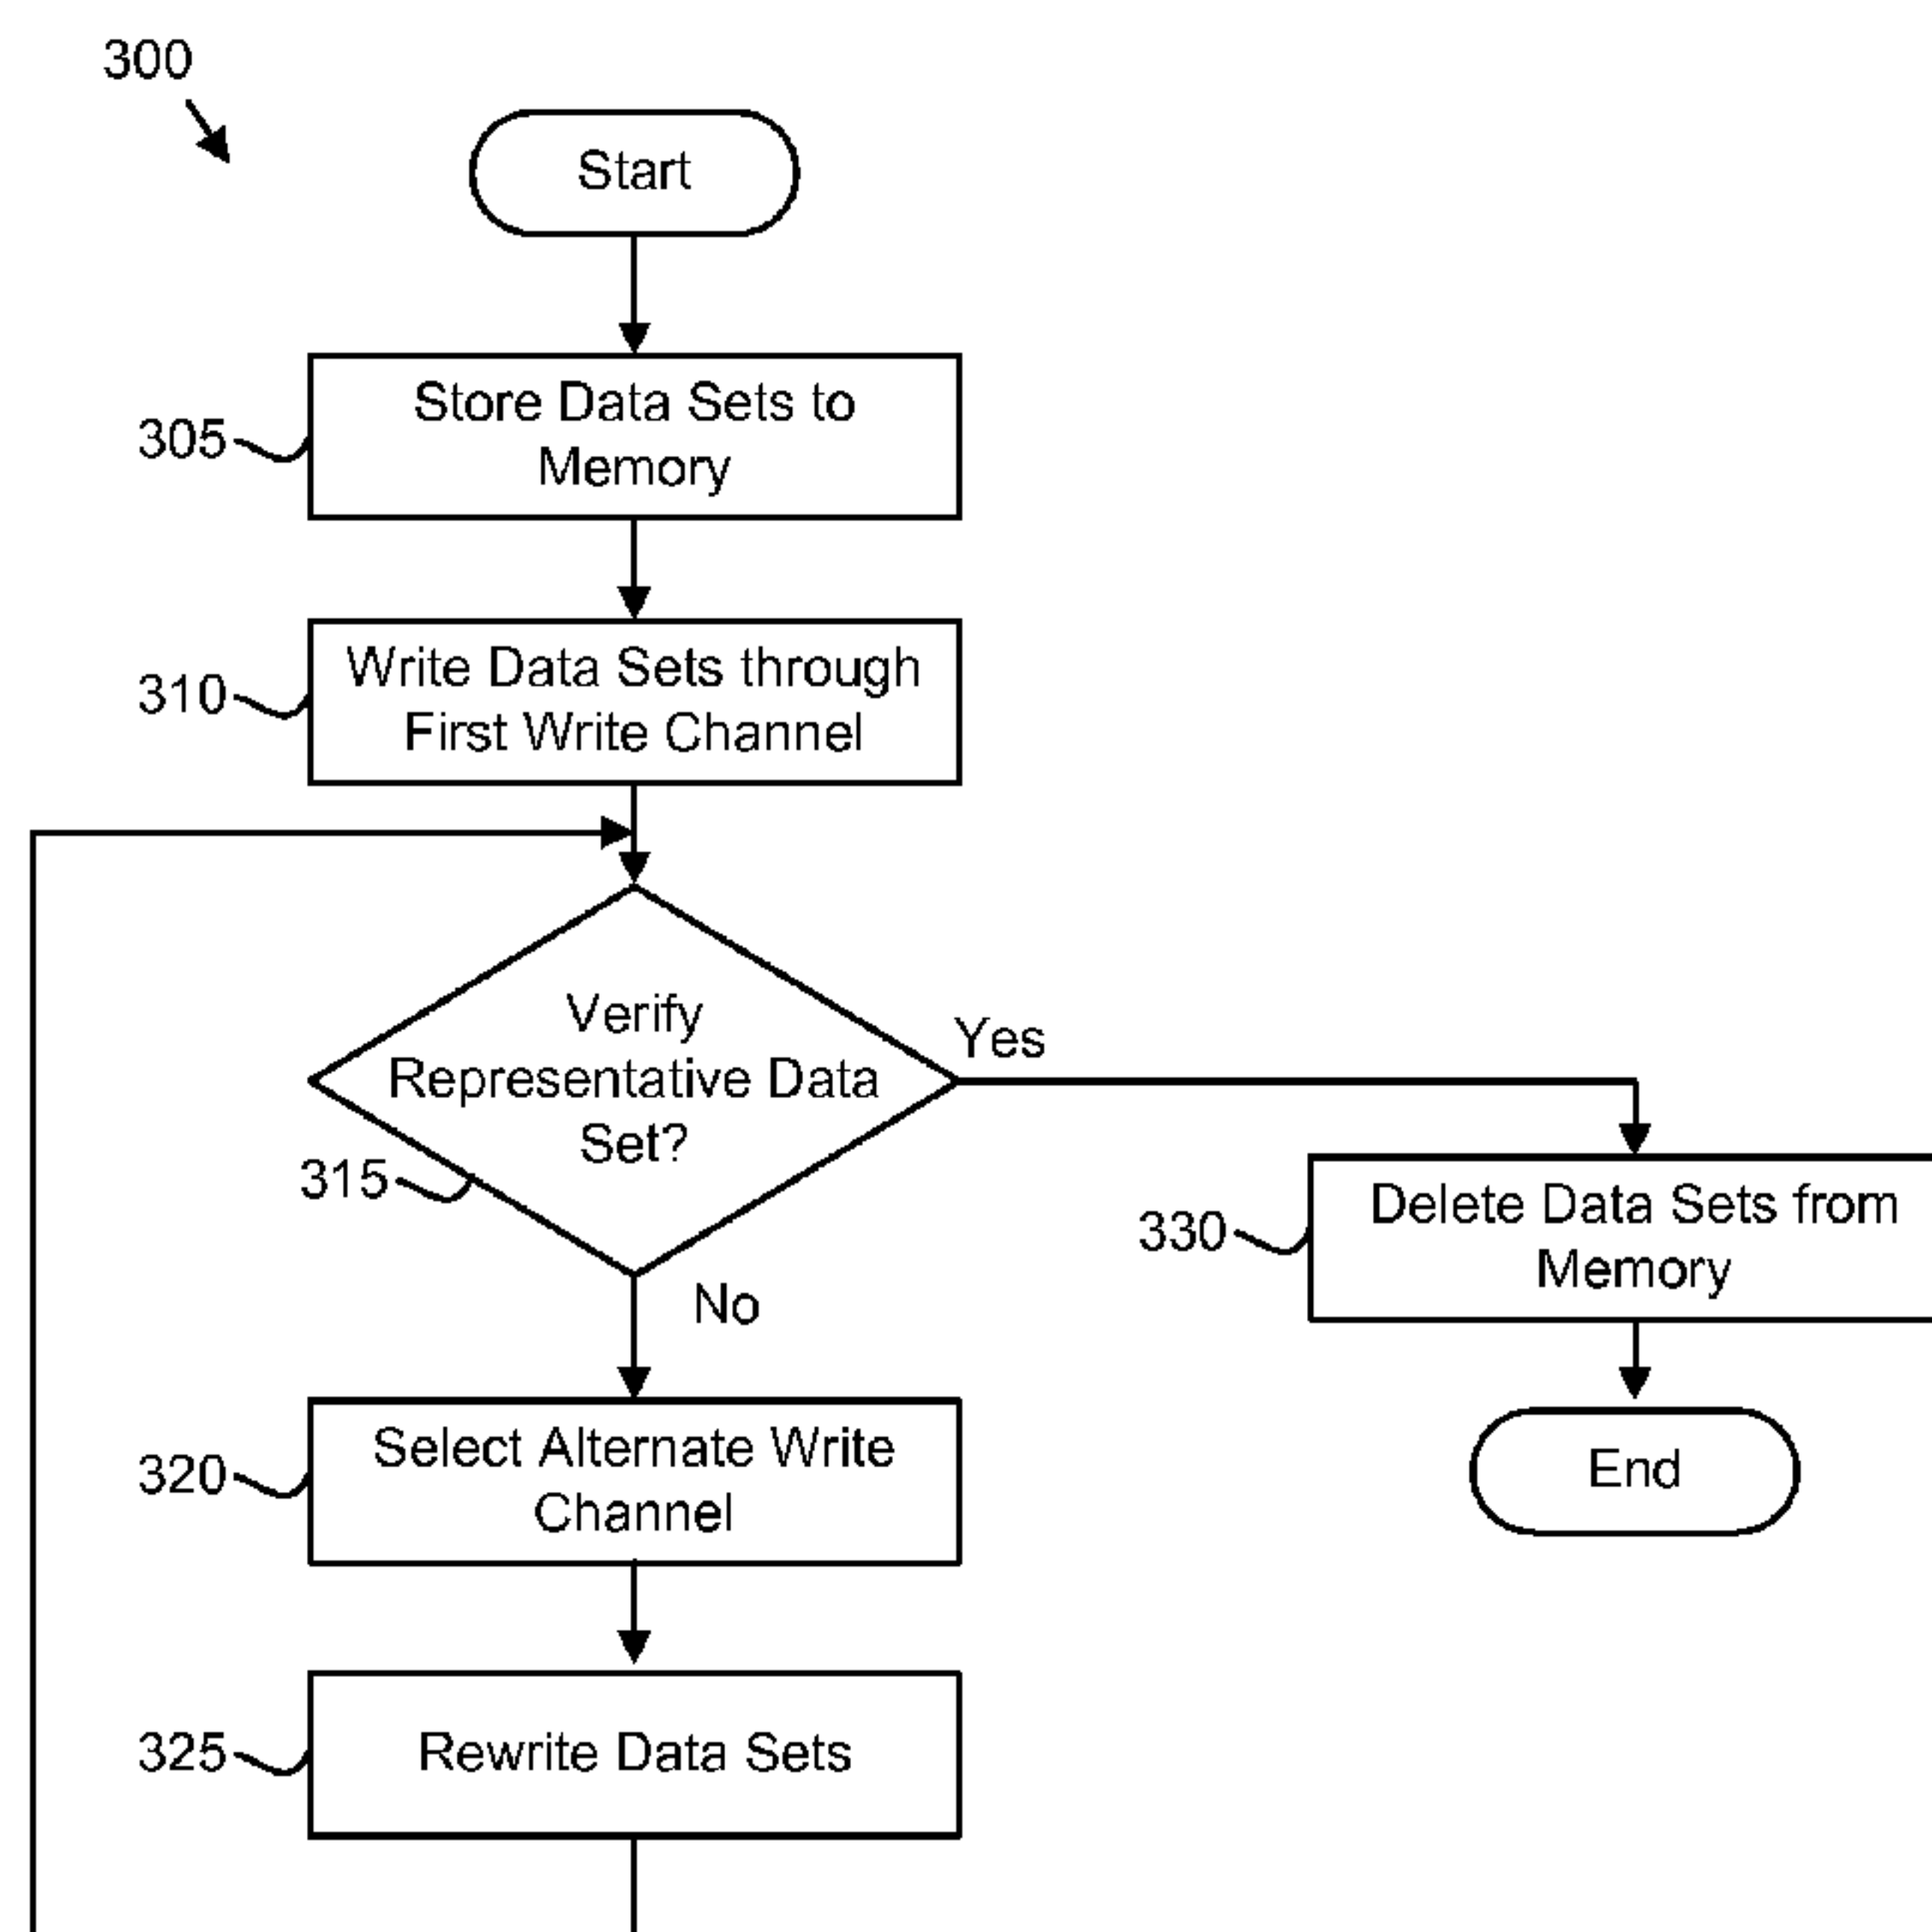 300
Start
305
Store Data Sets to
Memory
310
Write Data Sets through
First Write Channel
Verify
Representative Data
Set?
315
Yes
No
330
Delete Data Sets from
Memory
End
320
Select Alternate Write
Channel
325
Rewrite Data Sets